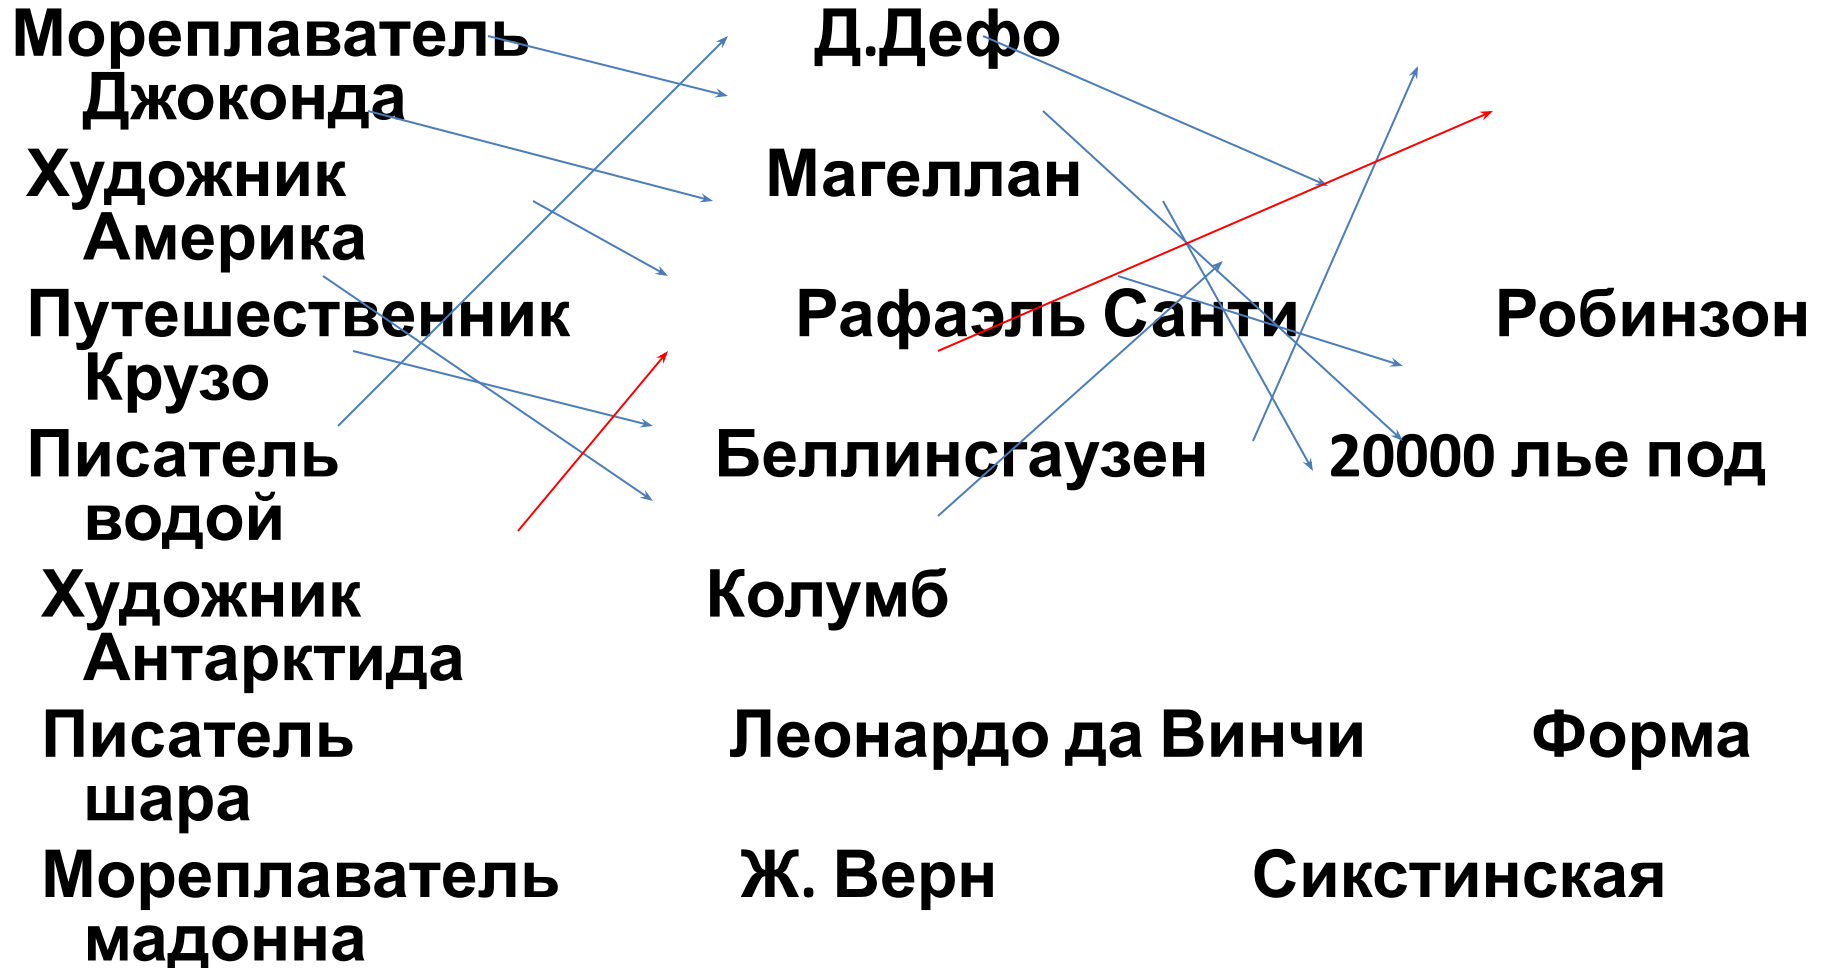 Мореплаватель Д.Дефо
Джоконда
Художник Магеллан
Америка
Путешественник Рафаэль Санти Робинзон
Крузо
Писатель Беллинсгаузен 20000 лье под
водой
Художник Колумб
Антарктида
Писатель Леонардо да Винчи Форма
шара
Мореплаватель Ж. Верн Сикстинская
мадонна